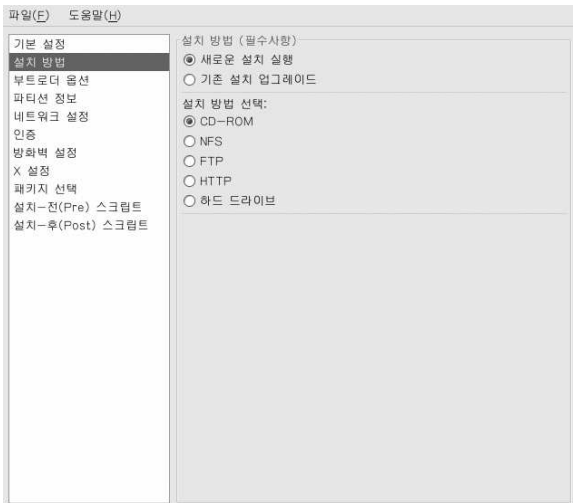 파일(F) 도움말(H)
기본 설정
설치 방법
부트로더 옵션
파티션 정보
네트워크 설정
인증
방화벽 설정
X 설정
패키지 선택
설치-전(Pre) 스크립트
설치-후(Post) 스크립트
설치 방법 (필수사항)
새로운 설치 실행
기존 설치 업그레이드
설치 방법 선택:
CD-ROM
NFS
FTP
HTTP
하드 드라이브